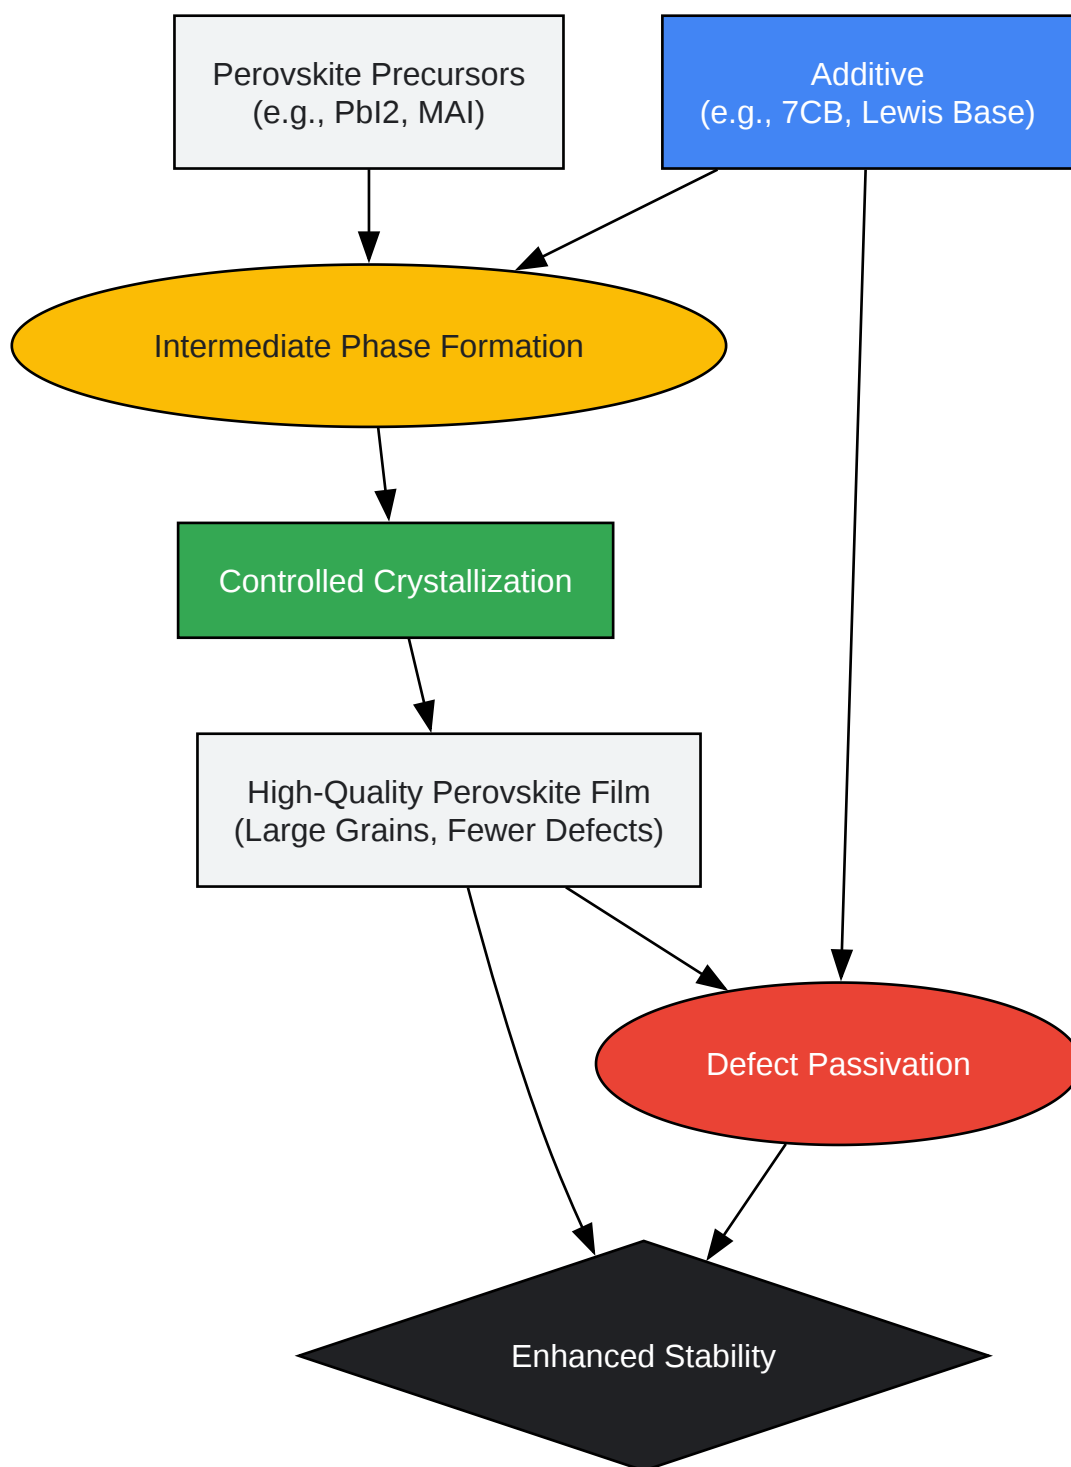 Perovskite Precursors
(e.g., PbI2, MAI)
Additive
(e.g., 7CB, Lewis Base)
Intermediate Phase Formation
Controlled Crystallization
High-Quality Perovskite Film
(Large Grains, Fewer Defects)
Defect Passivation
Enhanced Stability